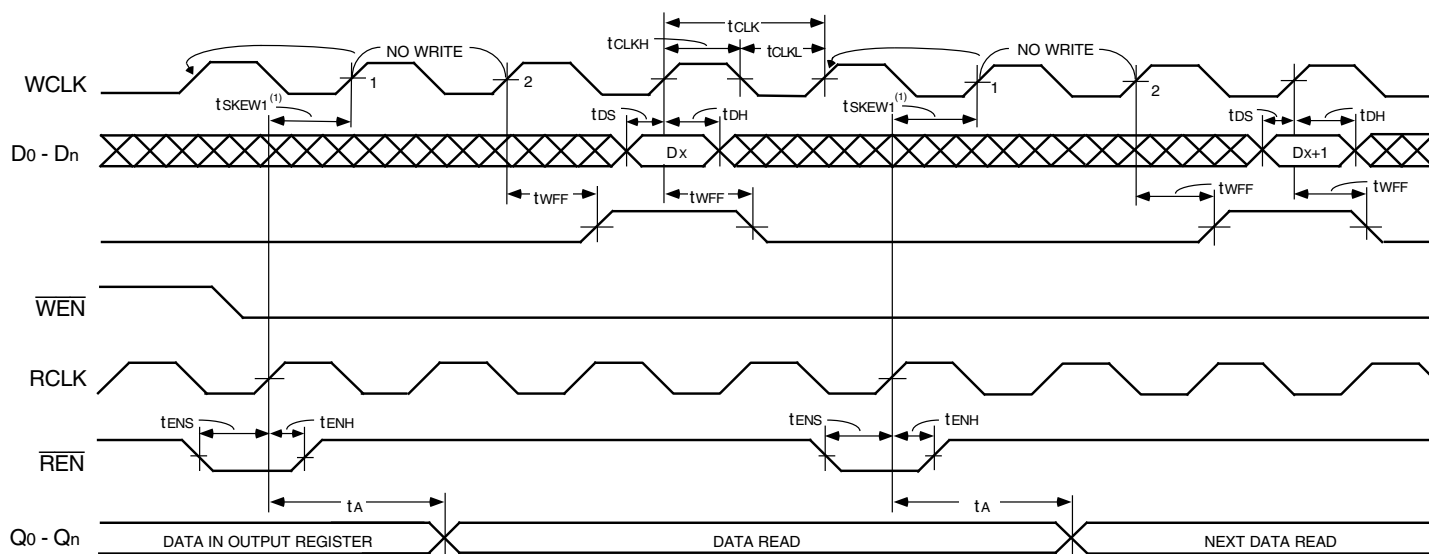 tCLK
tCLKH tCLKL
NO WRITE NO WRITE
WCLK 1 2 1 2
tSKEW1(1) tDS tDH tSKEW1(1) tDS tDH
D0 - Dn DX DX+1
tWFF tWFF tWFF tWFF
WEN
RCLK
tENS tENH tENS tENH
REN
tA tA
Q0 - Qn DATA IN OUTPUT REGISTER DATA READ NEXT DATA READ